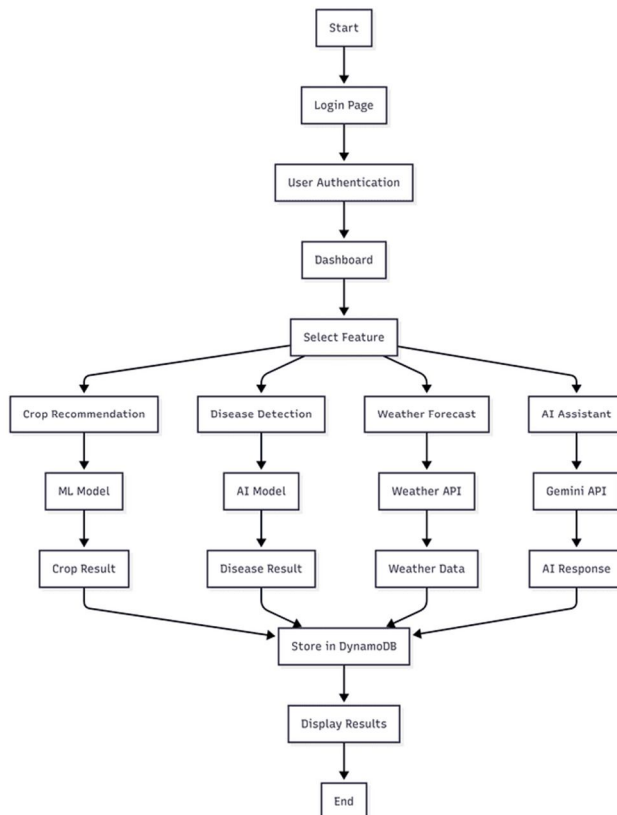 Start
Login Page
User Authentication
Dashboard
Select Feature
Crop Recommendation
Disease Detection
Weather Forecast
AI Assistant
ML Model
AI Model
Weather API
Gemini API
Crop Result
Disease Result
Weather Data
AI Response
Store in DynamoDB
Display Results
End